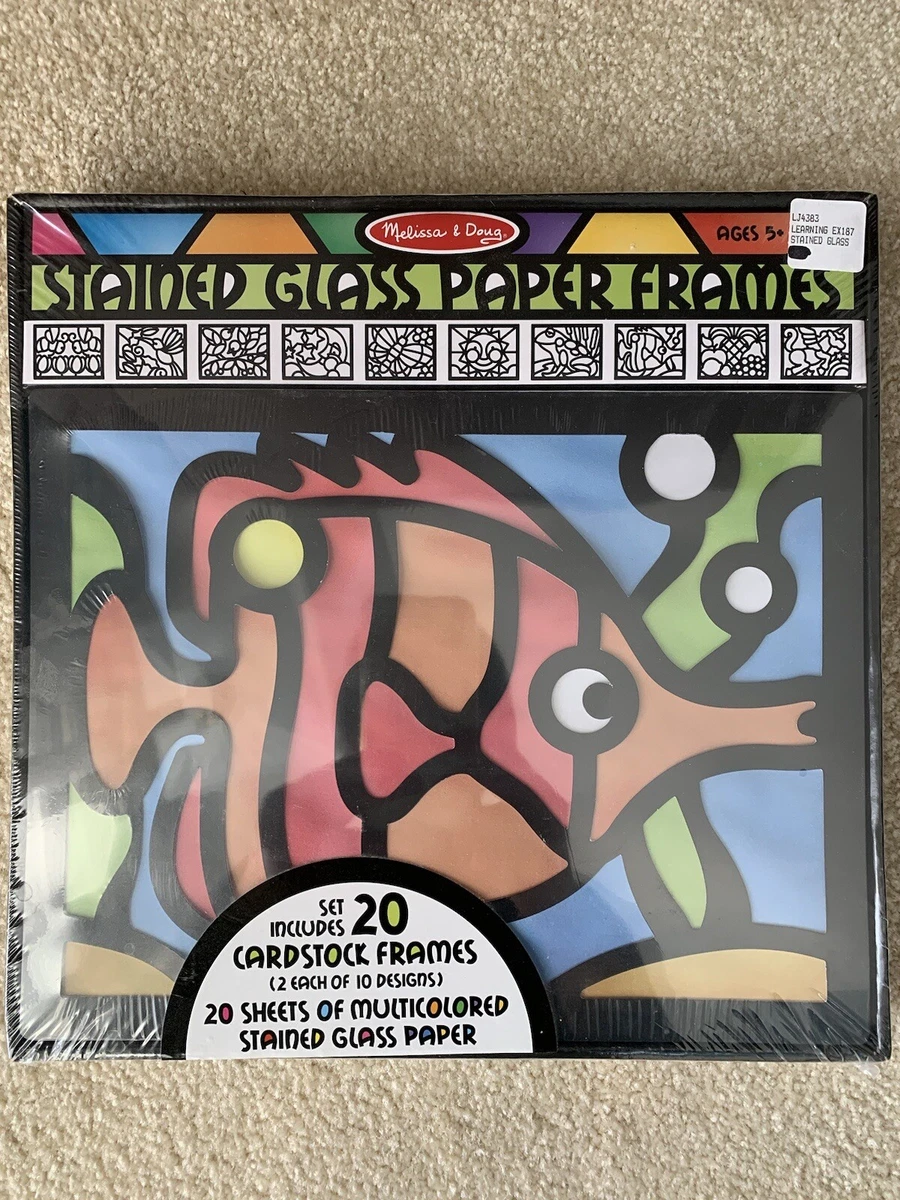 Melissa & Doug®
AGES 5+
LJ4383
LEARNING EX187
STAINED GLASS
STAINED GLASS PAPER FRAMES
SET
INCLUDES 20
CARDSTOCK FRAMES
(2 EACH OF 10 DESIGNS)
20 SHEETS OF MULTICOLORED
STAINED GLASS PAPER